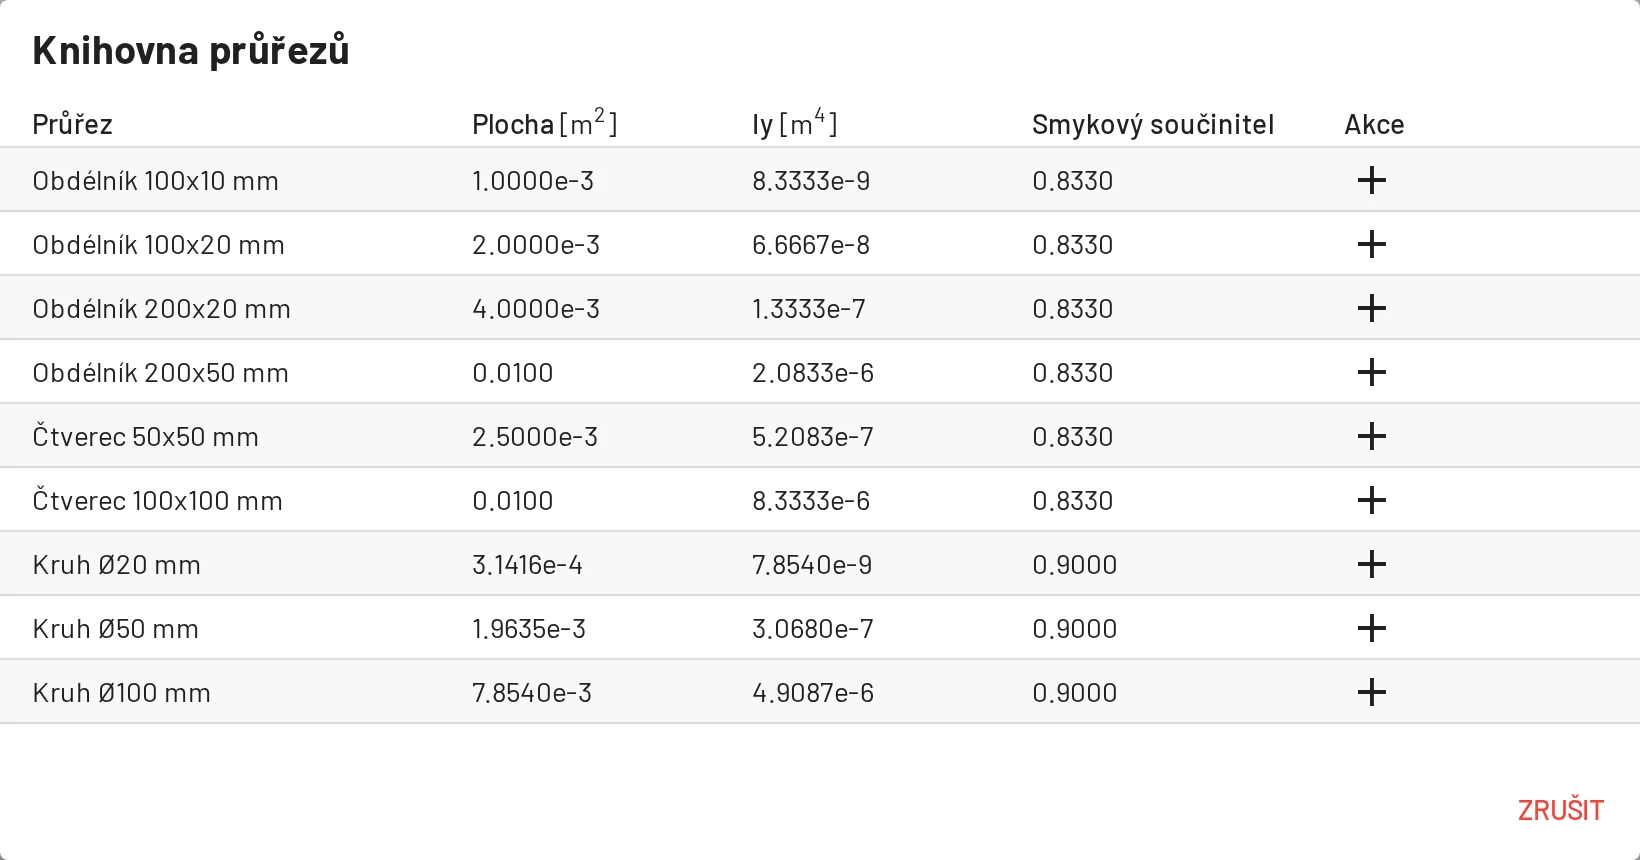 Knihovna průřezů
Průřez Plocha [m²] Iy [m⁴] Smykový součinitel Akce
Obdélník 100x10 mm 1.0000e-3 8.3333e-9 0.8330 +
Obdélník 100x20 mm 2.0000e-3 6.6667e-8 0.8330 +
Obdélník 200x20 mm 4.0000e-3 1.3333e-7 0.8330 +
Obdélník 200x50 mm 0.0100 2.0833e-6 0.8330 +
Čtverec 50x50 mm 2.5000e-3 5.2083e-7 0.8330 +
Čtverec 100x100 mm 0.0100 8.3333e-6 0.8330 +
Kruh Ø20 mm 3.1416e-4 7.8540e-9 0.9000 +
Kruh Ø50 mm 1.9635e-3 3.0680e-7 0.9000 +
Kruh Ø100 mm 7.8540e-3 4.9087e-6 0.9000 +
ZRUŠIT